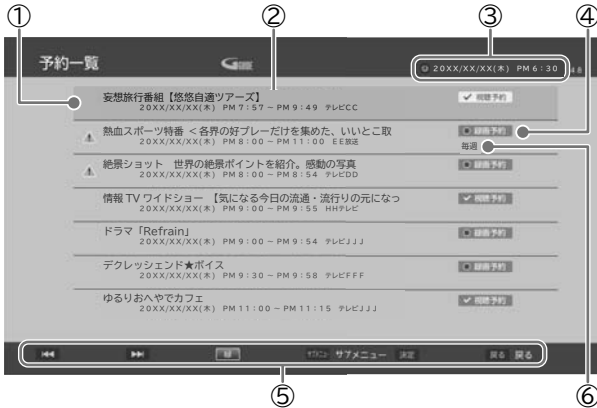 ① ② ③ ④
予約一覧
20XX/XX/XX(木) PM 6:30
妄想旅行番組【悠悠自適ツアーズ】
20XX/XX/XX(木) PM 7:57 ~ PM 9:49 テレビCC
視聴予約
熱血スポーツ特番 <各界の好プレーだけを集めた、いいとこ取
20XX/XX/XX(木) PM 8:00 ~ PM 11:00 EE放送
録画予約
毎週
絶景ショット 世界の絶景ポイントを紹介。感動の写真
20XX/XX/XX(木) PM 8:00 ~ PM 8:54 テレビDD
録画予約
情報 TV ワイドショー 【気になる今日の流通・流行りの元になっ
20XX/XX/XX(木) PM 9:00 ~ PM 9:55 HHテレビ
視聴予約
ドラマ「Refrain」
20XX/XX/XX(木) PM 9:00 ~ PM 9:54 テレビJJJ
録画予約
デクレッシェンド★ボイス
20XX/XX/XX(木) PM 9:30 ~ PM 9:58 テレビFFF
録画予約
ゆるりおへやでカフェ
20XX/XX/XX(木) PM 11:00 ~ PM 11:15 テレビJJJ
視聴予約
サブメニュー 決定 戻る 戻る
⑤ ⑥